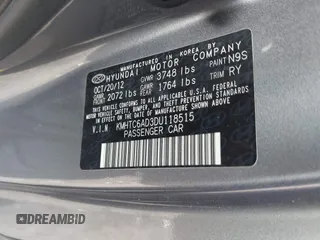 MANUFACTURED BY KOREA
HYUNDAI MOTOR COMPANY
OCT/20/12 GVWR 3748 lbs PAINT N9S
GAWR FRONT 2072 lbs GAWR REAR 1764 lbs TRIM RY
THIS VEHICLE CONFORMS TO ALL APPLICABLE U.S.A. FEDERAL
MOTOR VEHICLE SAFETY, BUMPER, AND THEFT PREVENTION
STANDARDS IN EFFECT ON THE DATE OF MANUFACTURE SHOWN ABOVE.
V.I.N KMHTC6AD3DU118515
PASSENGER CAR
DREAMBID